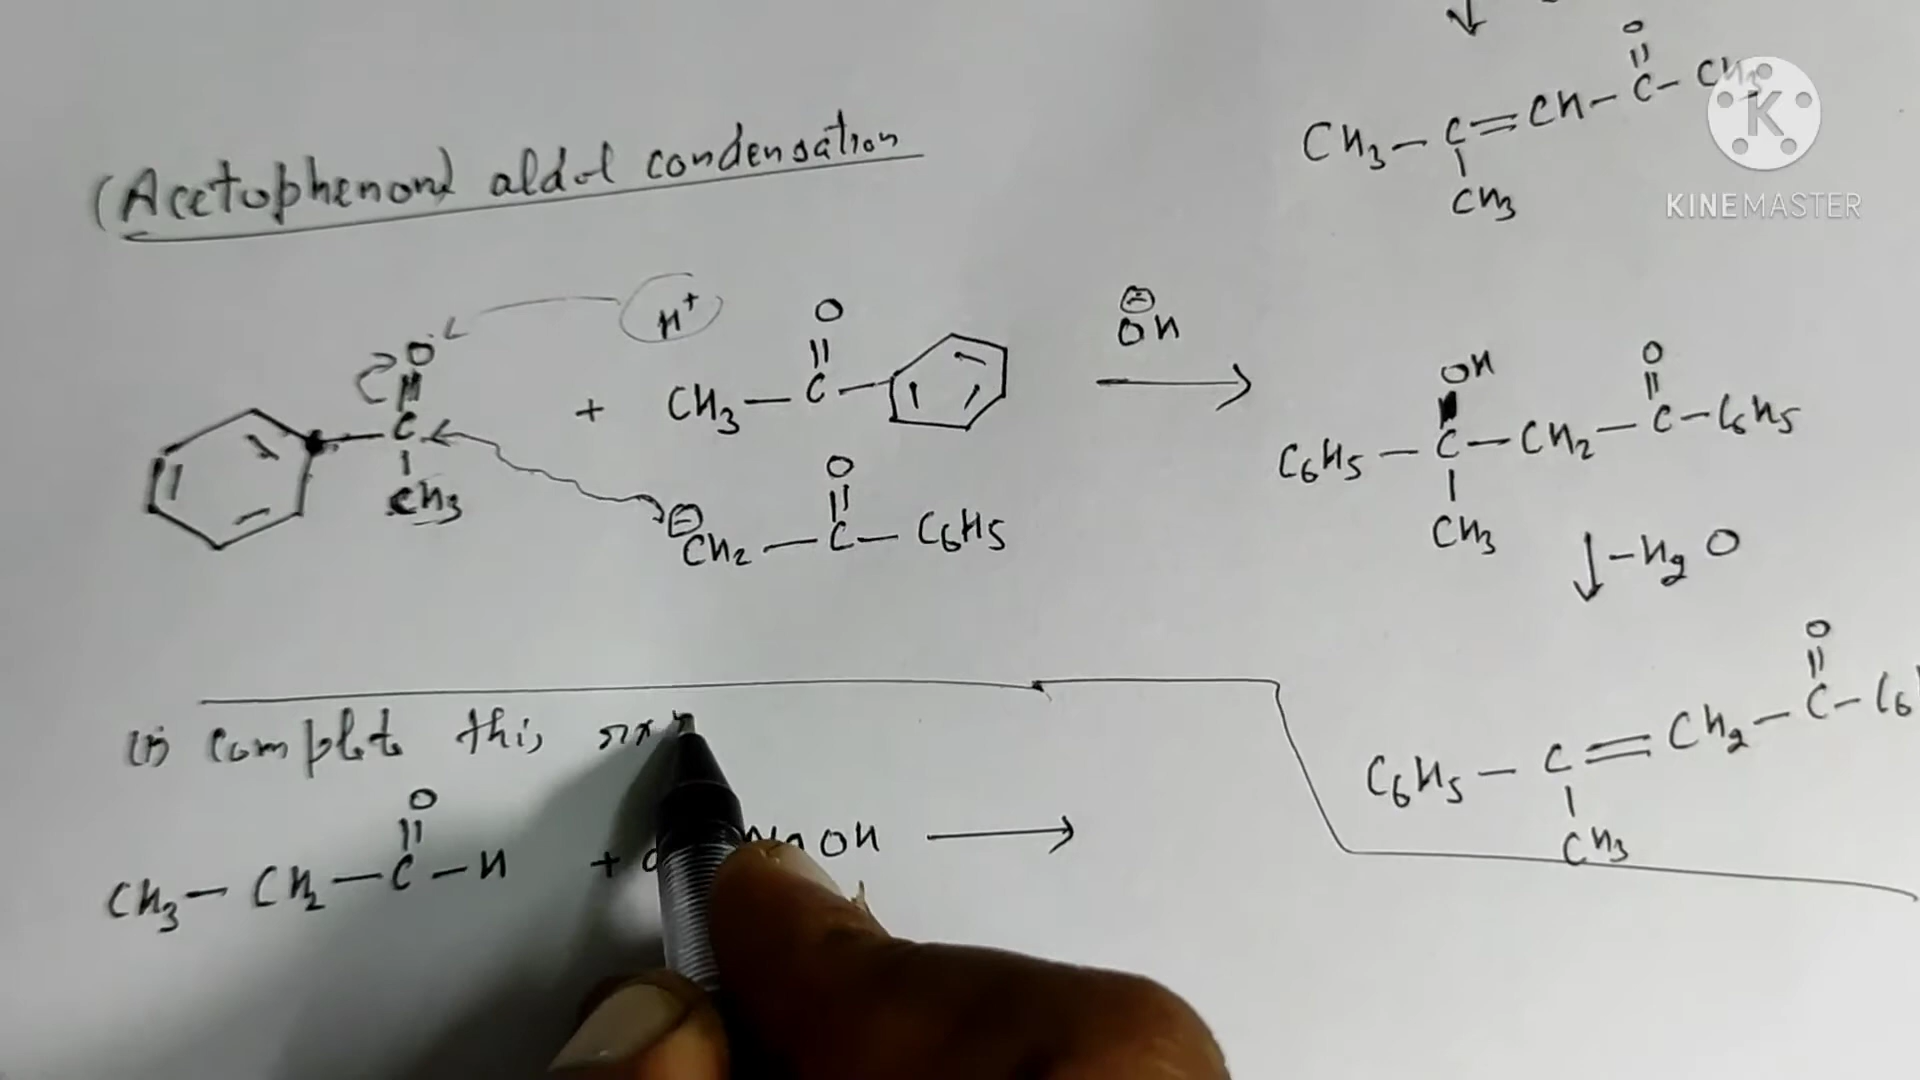 (Acetophenone) aldol condensation
CH3 – C = CH – C – CH3
O
CH3
KINEMASTER
K
O
H+
C
CH3
+
O
CH3 – C –
⊖
OH
⊖
CH2 – C – C6H5
O
OH
O
C6H5 – C – CH2 – C – C6H5
CH3
–H2O
O
C6H5 – C = CH2 – C – C6
CH3
complete this rx
O
CH3 – CH2 – C – H + OH